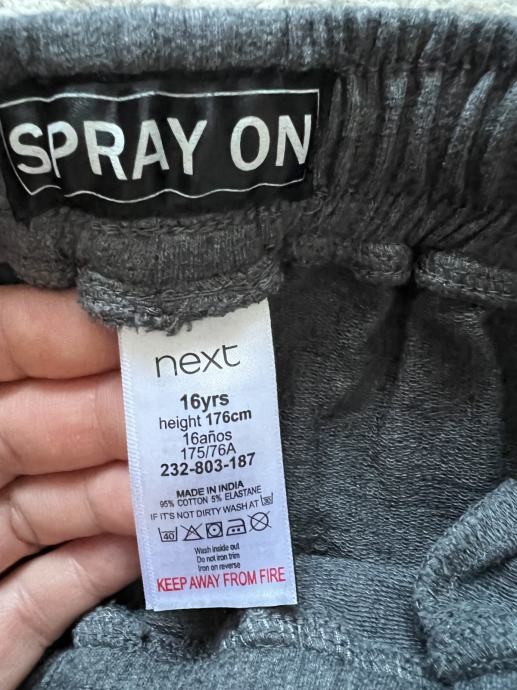 SPRAY ON
next
16yrs
height 176cm
16años
175/76A
232-803-187
MADE IN INDIA
95% COTTON 5% ELASTANE
IF IT'S NOT DIRTY WASH AT 30
40
Wash inside out
Do not iron trim
Iron on reverse
KEEP AWAY FROM FIRE